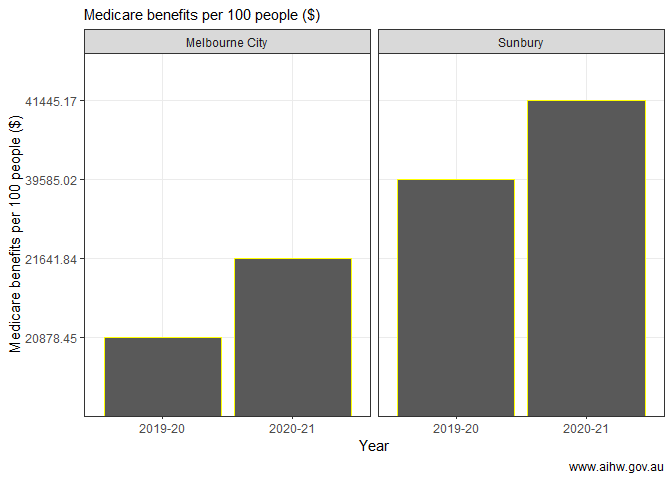 Medicare benefits per 100 people ($)
Melbourne City
Sunbury
Medicare benefits per 100 people ($)
41445.17
39585.02
21641.84
20878.45
2019-20
2020-21
2019-20
2020-21
Year
www.aihw.gov.au